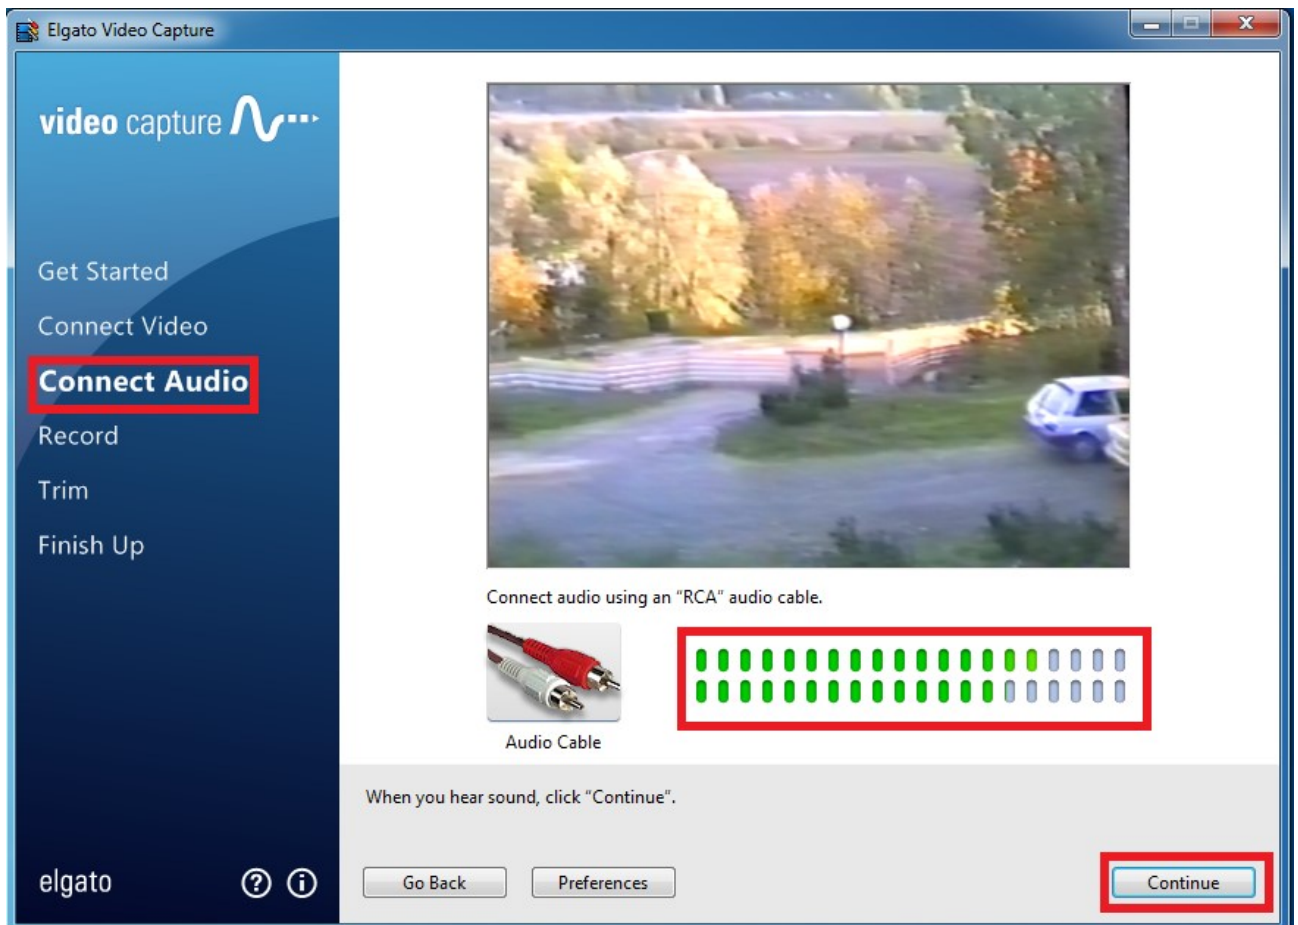 Elgato Video Capture
video capture
Get Started
Connect Video
Connect Audio
Record
Trim
Finish Up
Connect audio using an “RCA” audio cable.
Audio Cable
When you hear sound, click “Continue”.
elgato
Go Back
Preferences
Continue